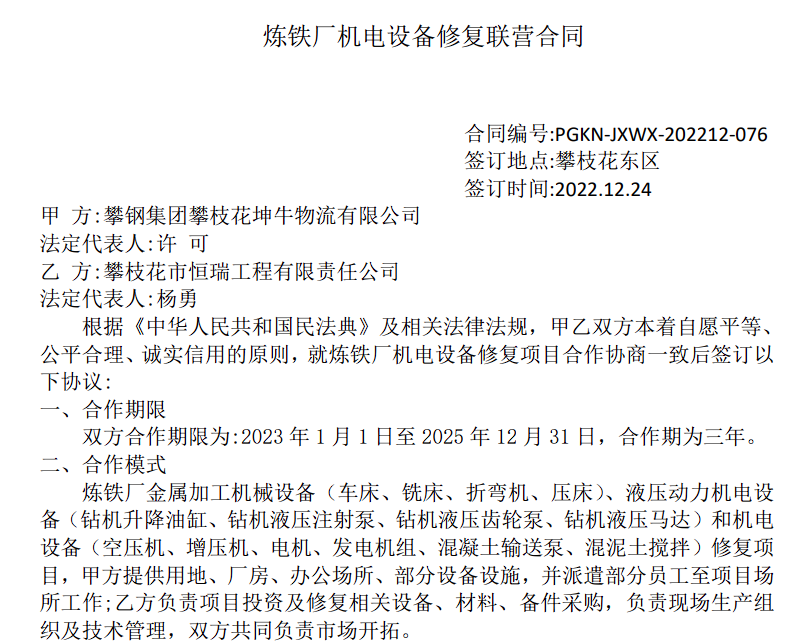 炼铁厂机电设备修复联营合同
合同编号:PGKN-JXWX-202212-076
签订地点:攀枝花东区
签订时间:2022.12.24
甲 方:攀钢集团攀枝花坤牛物流有限公司
法定代表人:许 可
乙 方:攀枝花市恒瑞工程有限责任公司
法定代表人:杨勇
根据《中华人民共和国民法典》及相关法律法规，甲乙双方本着自愿平等、
公平合理、诚实信用的原则，就炼铁厂机电设备修复项目合作协商一致后签订以
下协议:
一、合作期限
双方合作期限为:2023 年 1 月 1 日至 2025 年 12 月 31 日，合作期为三年。
二、合作模式
炼铁厂金属加工机械设备（车床、铣床、折弯机、压床）、液压动力机电设
备（钻机升降油缸、钻机液压注射泵、钻机液压齿轮泵、钻机液压马达）和机电
设备（空压机、增压机、电机、发电机组、混凝土输送泵、混泥土搅拌）修复项
目，甲方提供用地、厂房、办公场所、部分设备设施，并派遣部分员工至项目场
所工作;乙方负责项目投资及修复相关设备、材料、备件采购，负责现场生产组
织及技术管理，双方共同负责市场开拓。